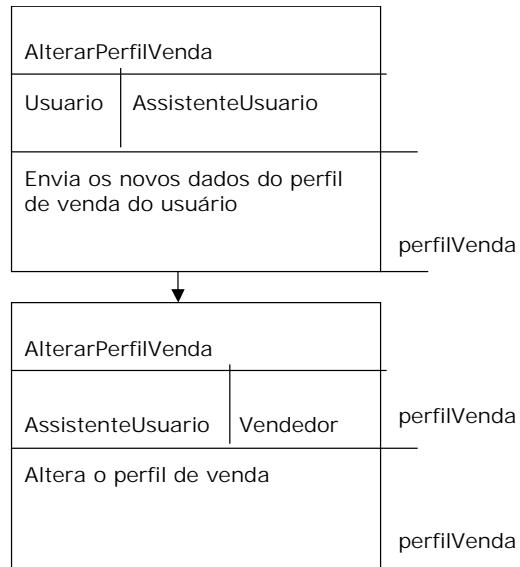 AlterarPerfilVenda
Usuario AssistenteUsuario
Envia os novos dados do perfil
de venda do usuário
perfilVenda
AlterarPerfilVenda
AssistenteUsuario Vendedor
perfilVenda
Altera o perfil de venda
perfilVenda